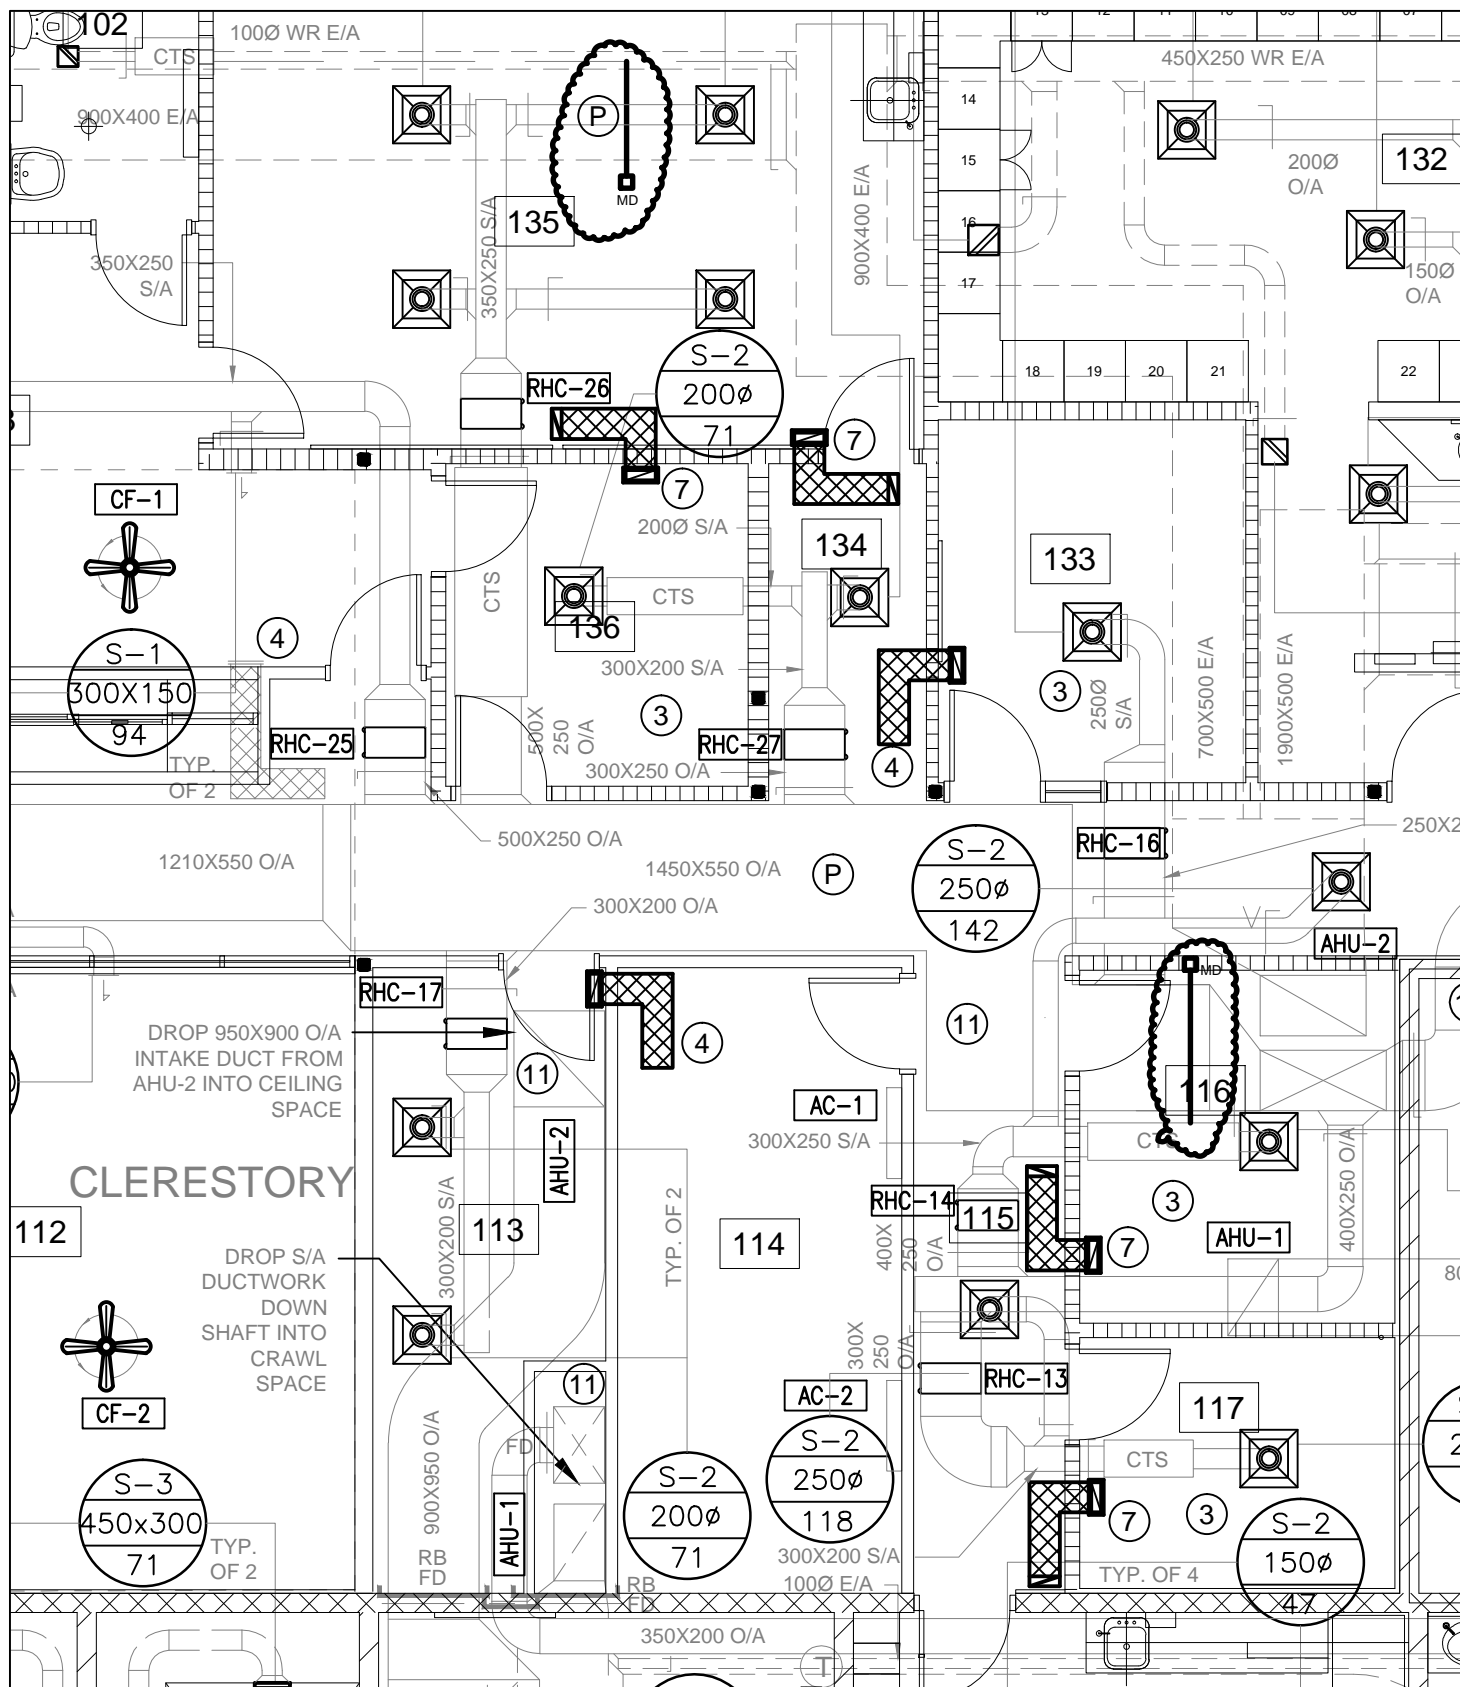 102
100Ø WR E/A
CTS
900X400 E/A
P
MD
135
350X250 S/A
350X250
S/A
900X400 E/A
450X250 WR E/A
14
15
16
17
18
19
20
21
22
132
200Ø
O/A
150Ø
O/A
RHC-26
S-2
200ø
71
7
7
CF-1
200Ø S/A
134
133
CTS
CTS
136
4
S-1
300X150
94
300X200 S/A
3
3
250Ø
S/A
700X500 E/A
1900X500 E/A
RHC-25
500X
250
O/A
RHC-27
300X250 O/A
4
TYP.
OF 2
500X250 O/A
1210X550 O/A
1450X550 O/A
P
S-2
250ø
142
RHC-16
250X2
300X200 O/A
AHU-2
RHC-17
MD
DROP 950X900 O/A
INTAKE DUCT FROM
AHU-2 INTO CEILING
SPACE
11
4
11
116
AC-1
300X250 S/A
CTS
AHU-2
CLERESTORY
300X200 S/A
TYP. OF 2
400X250 O/A
112
113
114
RHC-14
115
3
400X
250
O/A
7
AHU-1
80
DROP S/A
DUCTWORK
DOWN
SHAFT INTO
CRAWL
SPACE
300X
250
O/A
11
AC-2
RHC-13
CF-2
117
FD
S-2
250ø
118
CTS
900X950 O/A
S-3
450x300
71
TYP.
OF 2
AHU-1
S-2
200ø
71
7
3
S-2
150ø
47
RB
FD
300X200 S/A
100Ø E/A
TYP. OF 4
RB
FD
350X200 O/A
T